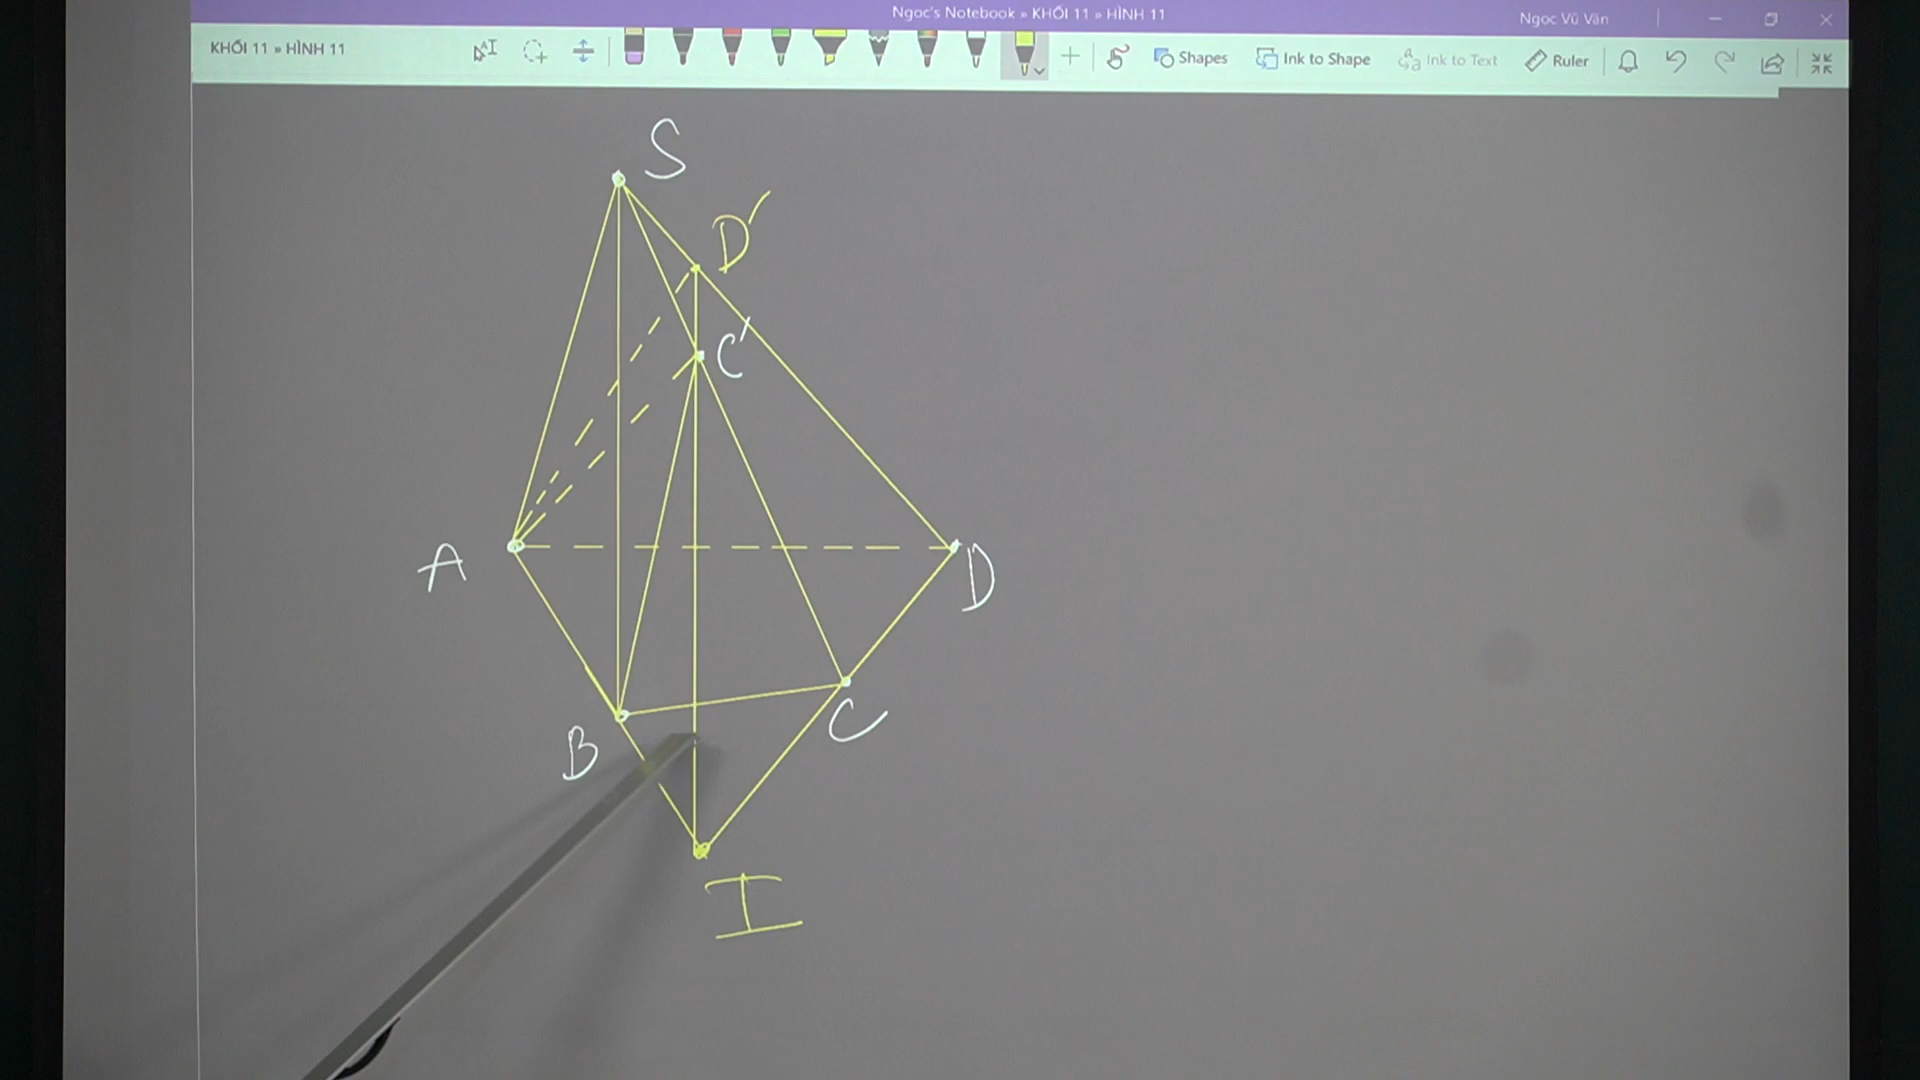 Ngoc's Notebook » KHỐI 11 » HÌNH 11
Ngoc Vũ Văn
KHỐI 11 » HÌNH 11
Shapes
Ink to Shape
Ink to Text
Ruler
S
D'
C'
A
D
B
C
I